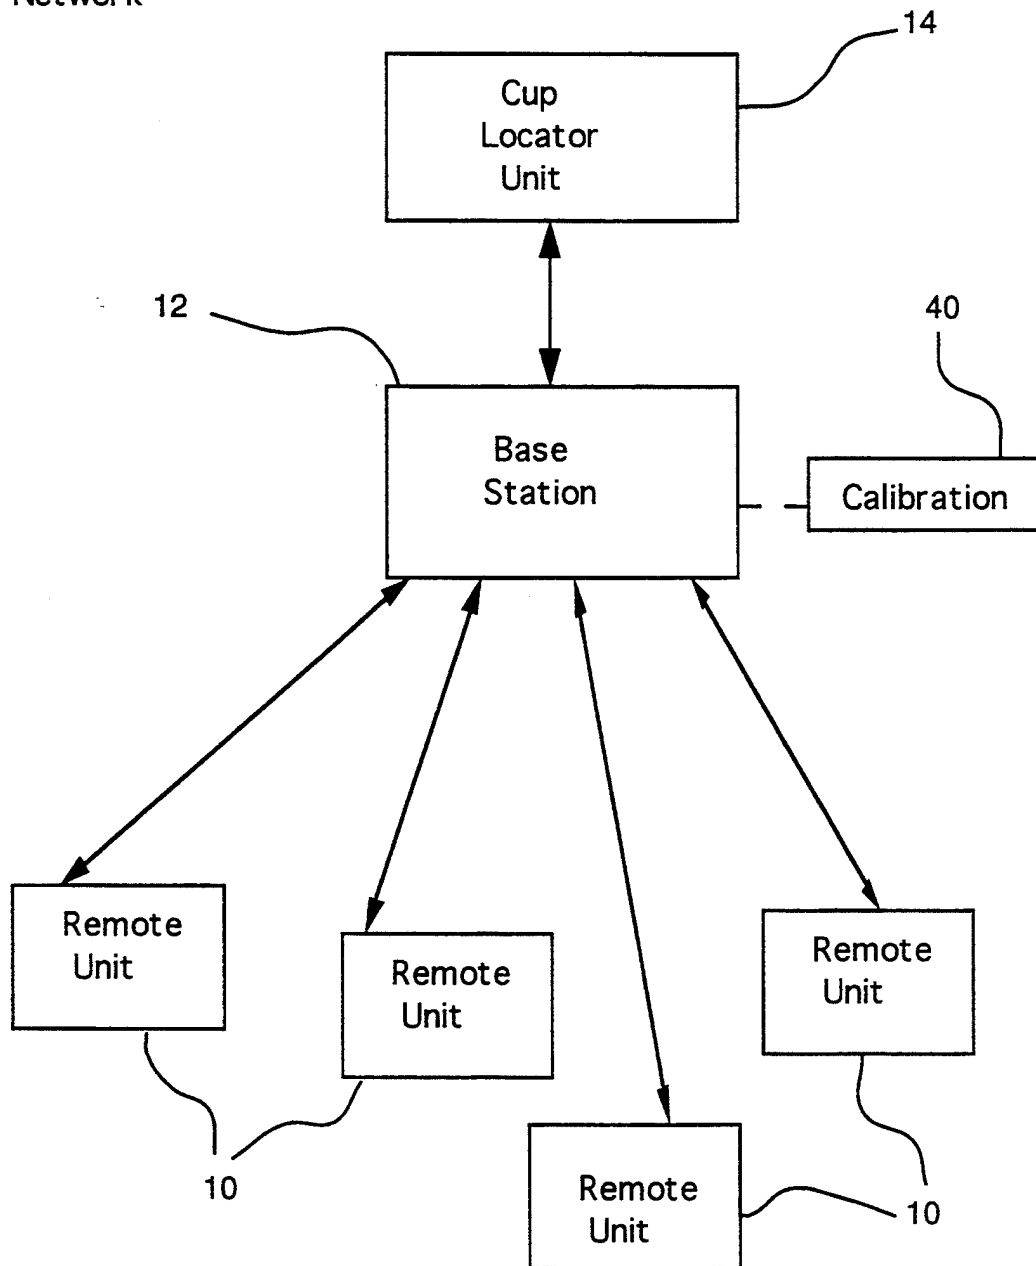 Network
14
Cup
Locator
Unit
12
40
Base
Station
Calibration
Remote
Unit
Remote
Unit
Remote
Unit
10
Remote
Unit
10